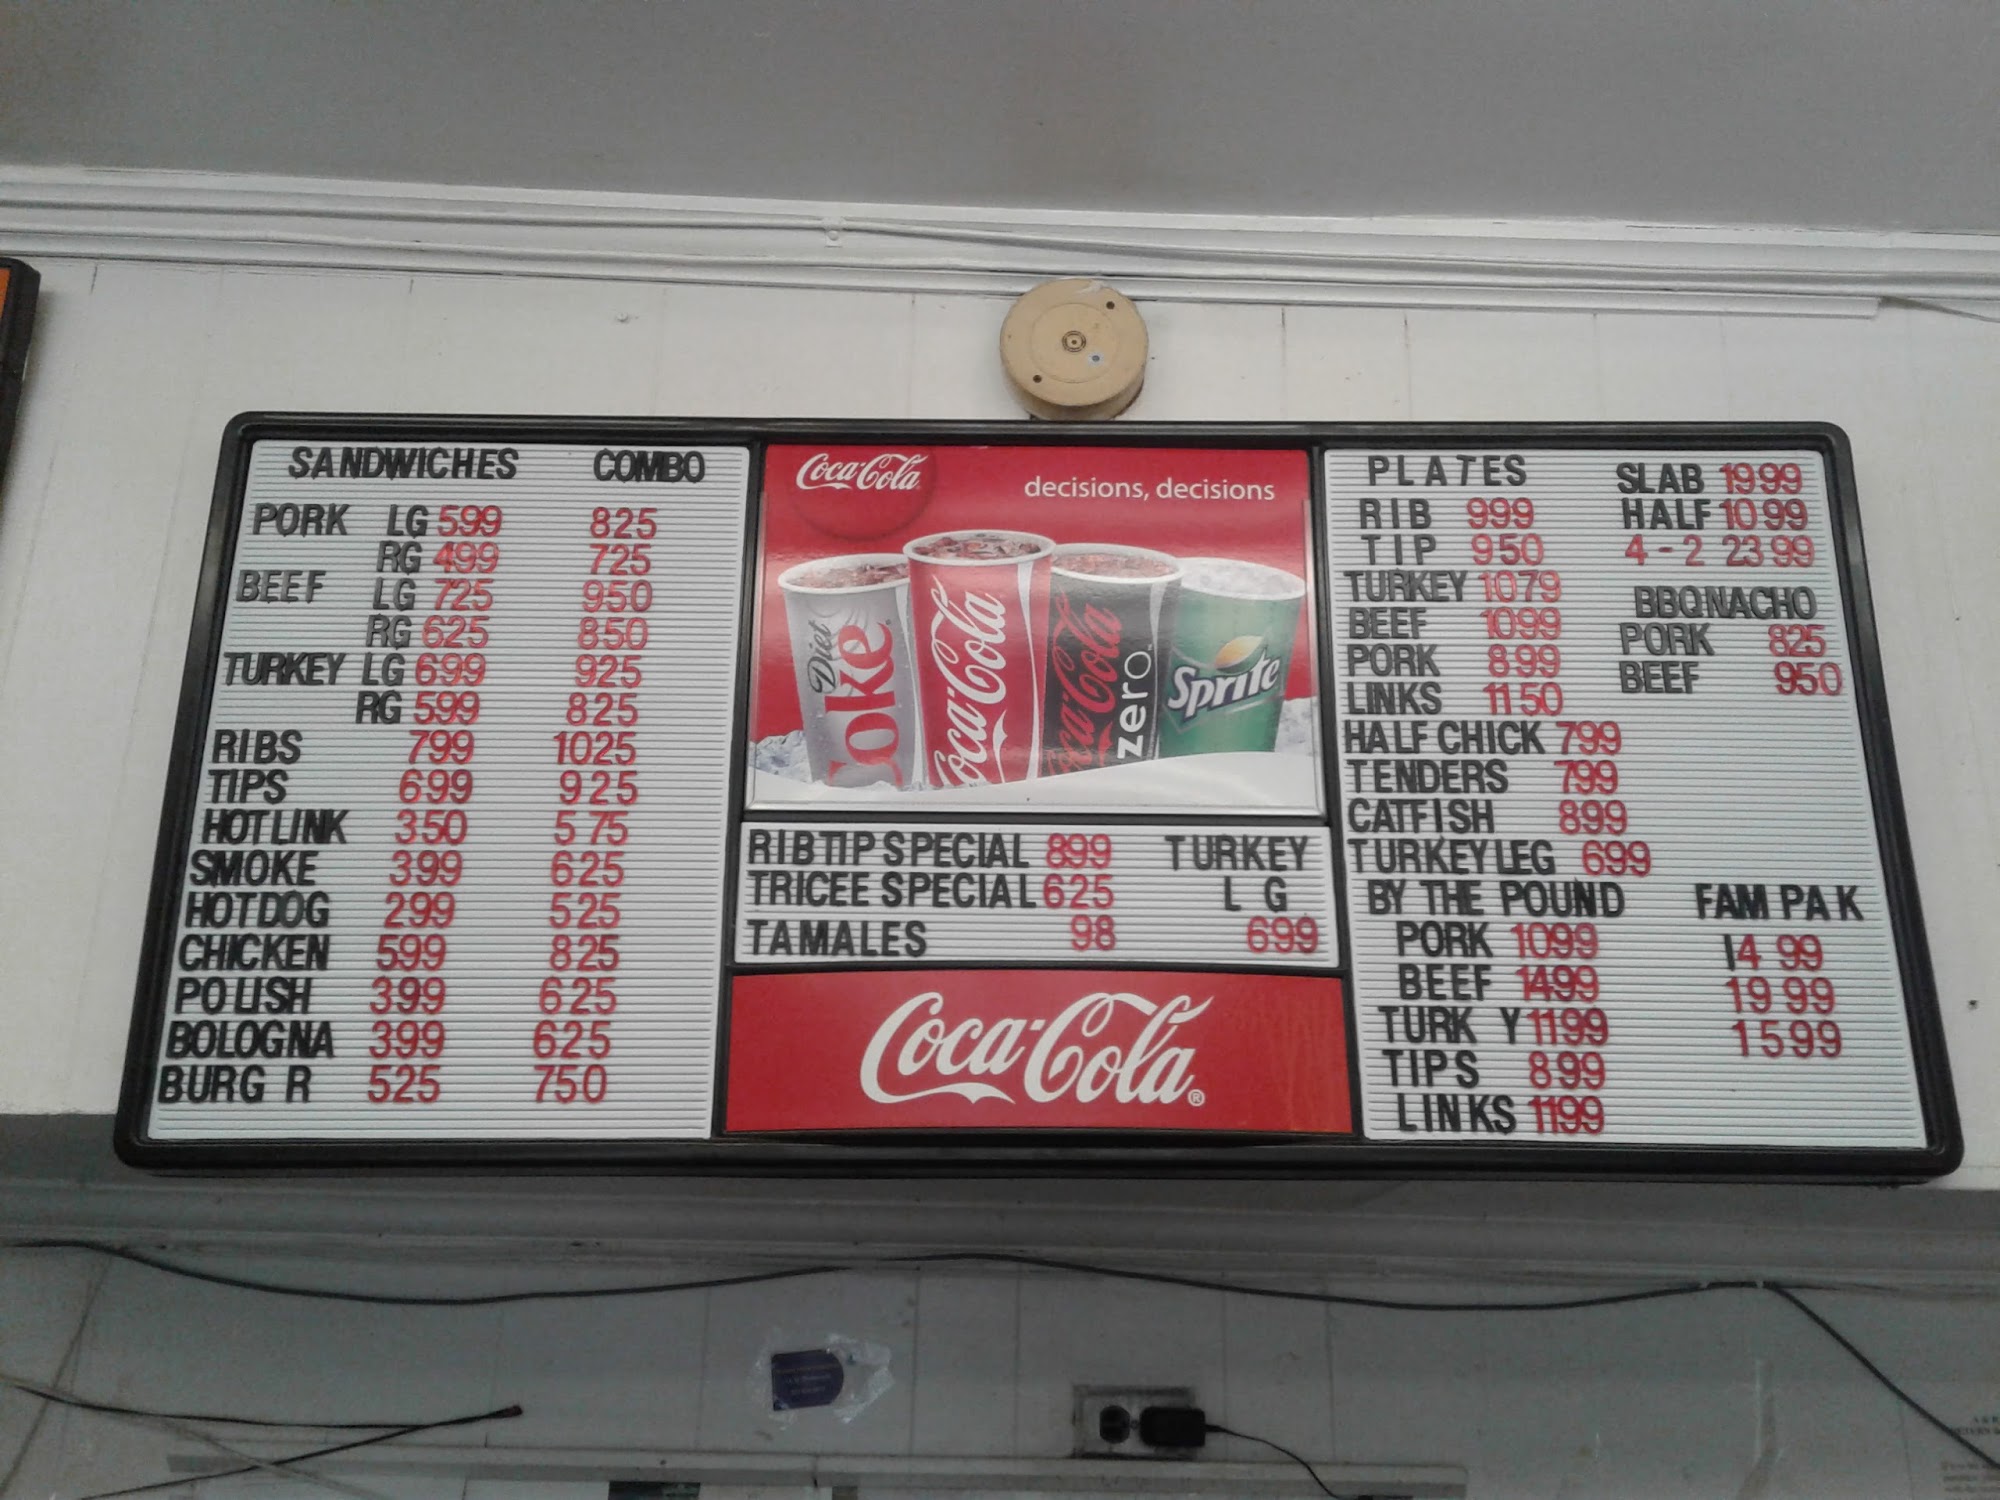 SANDWICHES COMBO
PORK LG 599 825
RG 499 725
BEEF LG 725 950
RG 625 850
TURKEY LG 699 925
RG 599 825
RIBS 799 1025
TIPS 699 925
HOTLINK 350 575
SMOKE 399 625
HOTDOG 299 525
CHICKEN 599 825
POLISH 399 625
BOLOGNA 399 625
BURG R 525 750
Coca-Cola
decisions, decisions
Diet Coke
Coca-Cola
Coca-Cola zero
Sprite
RIBTIP SPECIAL 899 TURKEY
TRICEE SPECIAL 625 LG
TAMALES 98 699
Coca-Cola®
PLATES SLAB 1999
RIB 999 HALF 1099
TIP 950 4-2 2399
TURKEY 1079 BBQNACHO
BEEF 1099 PORK 825
PORK 899 BEEF 950
LINKS 1150
HALF CHICK 799
TENDERS 799
CATFISH 899
TURKEY LEG 699
BY THE POUND FAM PAK
PORK 1099 1499
BEEF 1499 1999
TURK Y 1199 1599
TIPS 899
LINKS 1199